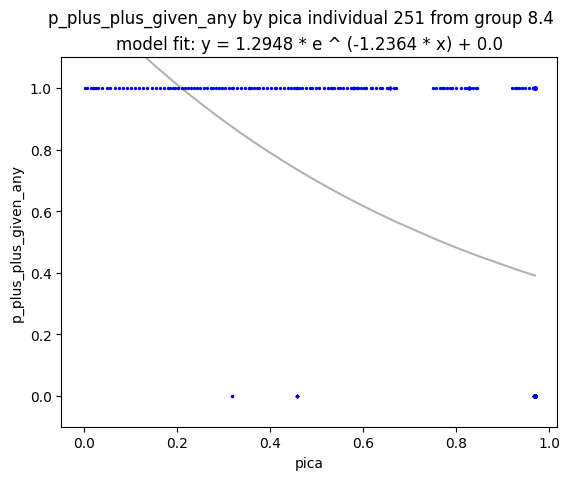 p_plus_plus_given_any by pica individual 251 from group 8.4
model fit: y = 1.2948 * e ^ (-1.2364 * x) + 0.0
1.0
0.8
0.6
0.4
0.2
0.0
p_plus_plus_given_any
0.0 0.2 0.4 0.6 0.8 1.0
pica